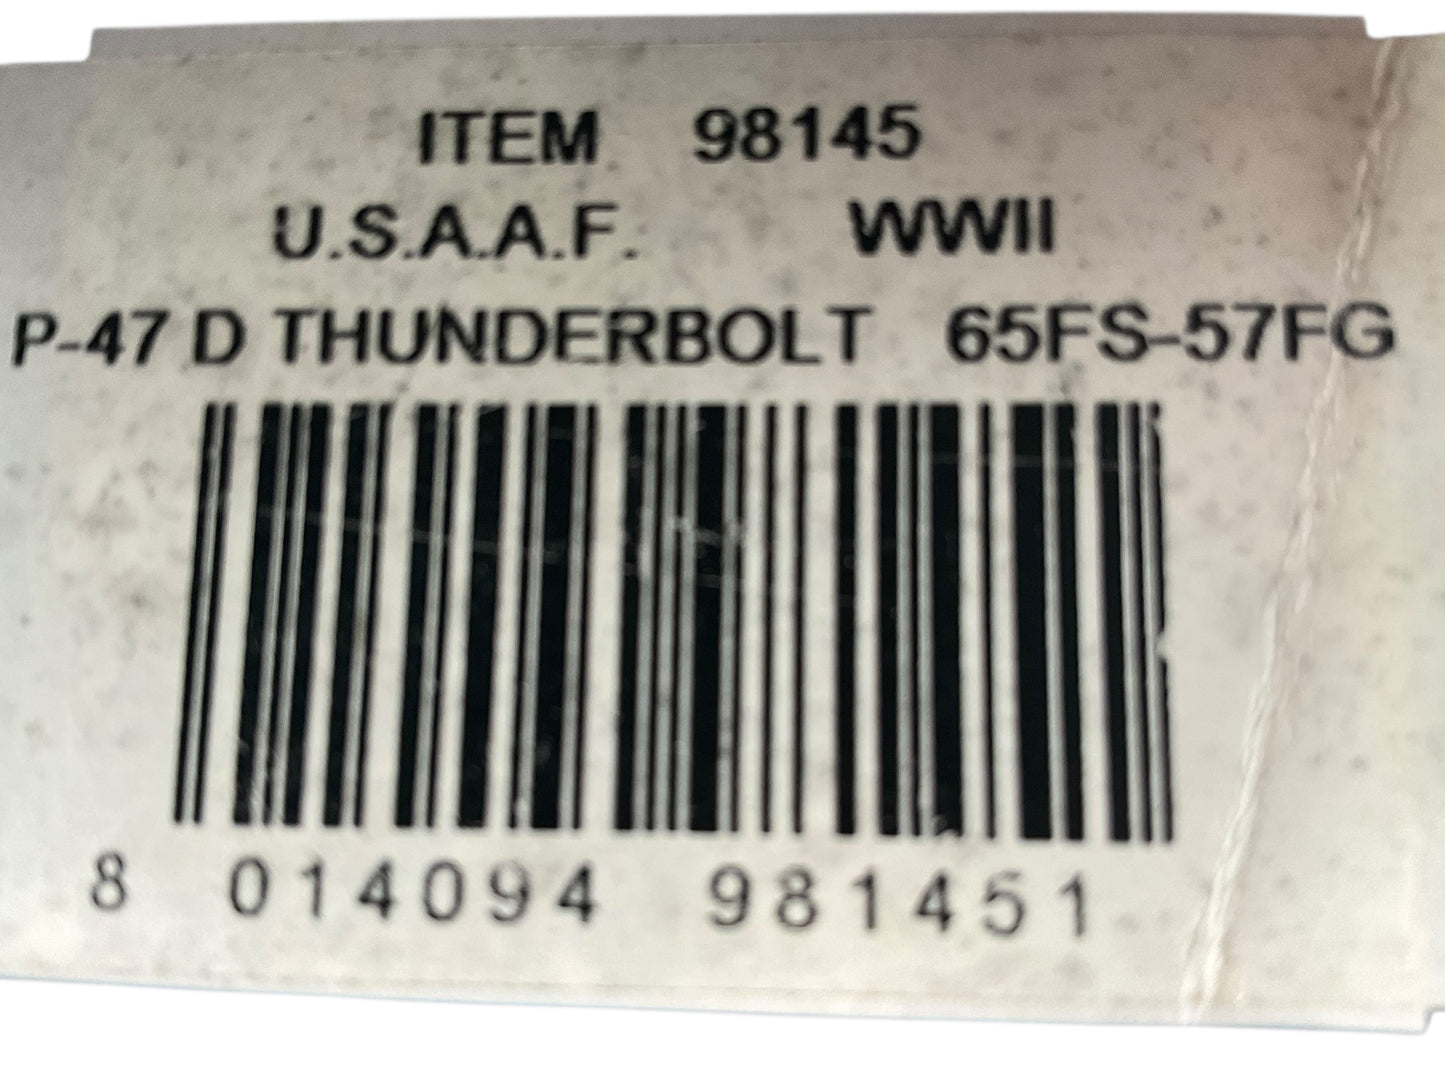 ITEM 98145
U.S.A.A.F. WWII
P-47 D THUNDERBOLT 65FS-57FG
8 014094 981451